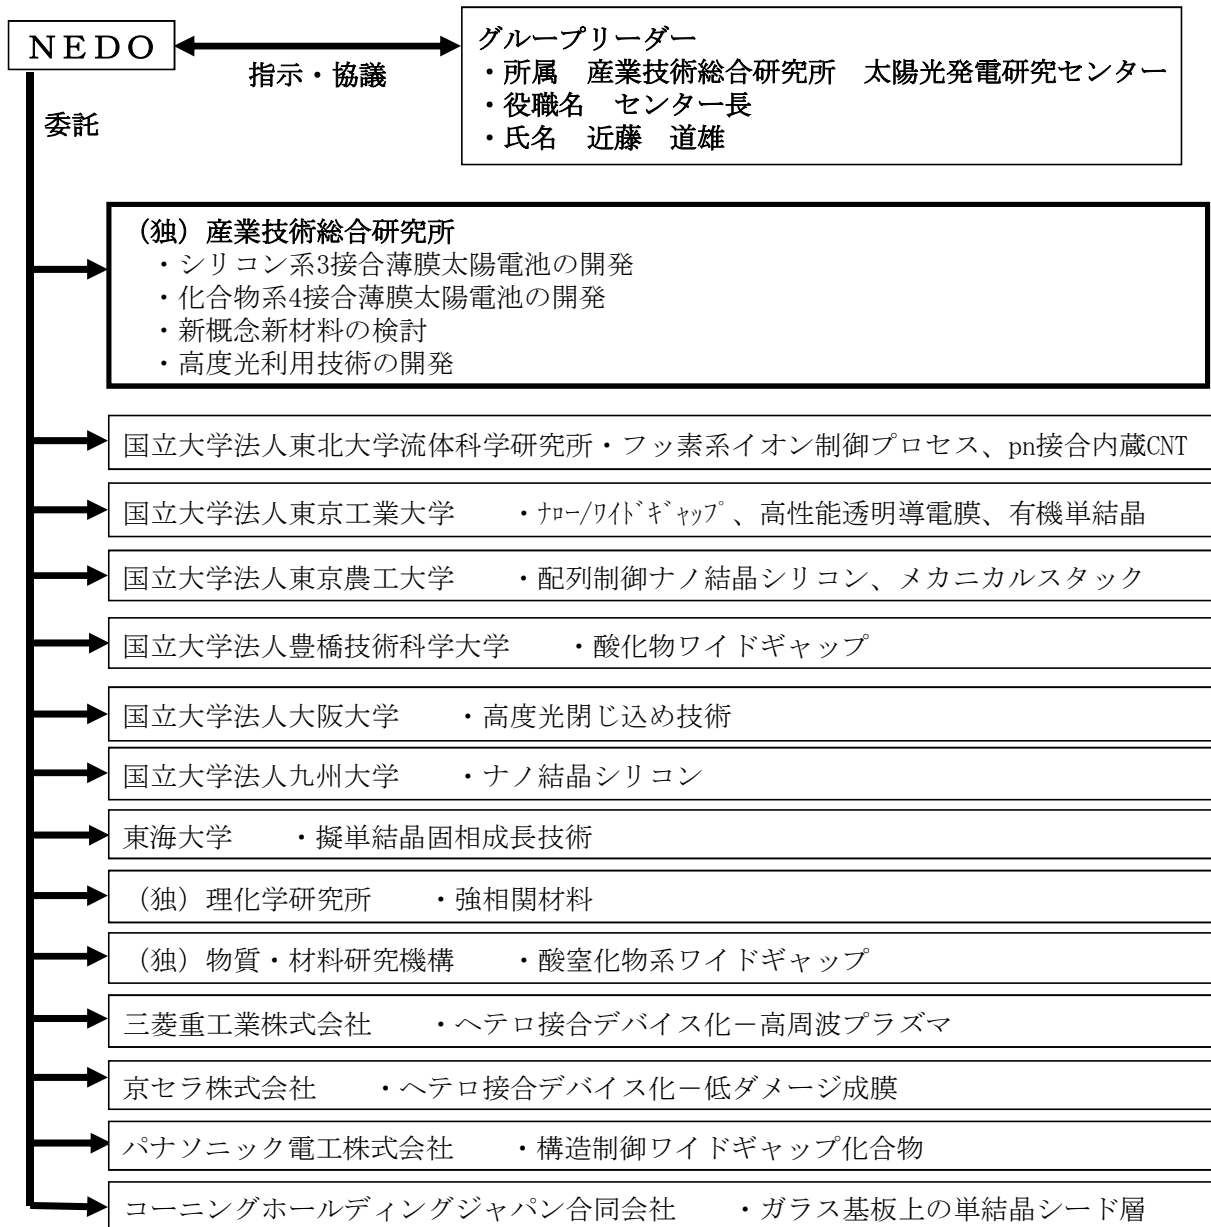 NEDO
指示・協議
委託
グループリーダー
・所属　産業技術総合研究所　太陽光発電研究センター
・役職名　センター長
・氏名　近藤　道雄
（独）産業技術総合研究所
・シリコン系3接合薄膜太陽電池の開発
・化合物系4接合薄膜太陽電池の開発
・新概念新材料の検討
・高度光利用技術の開発
国立大学法人東北大学流体科学研究所・フッ素系イオン制御プロセス、pn接合内蔵CNT
国立大学法人東京工業大学　　・ﾅﾛｰ/ﾜｲﾄﾞｷﾞｬｯﾌﾟ、高性能透明導電膜、有機単結晶
国立大学法人東京農工大学　　・配列制御ナノ結晶シリコン、メカニカルスタック
国立大学法人豊橋技術科学大学　　・酸化物ワイドギャップ
国立大学法人大阪大学　　・高度光閉じ込め技術
国立大学法人九州大学　　・ナノ結晶シリコン
東海大学　　・擬単結晶固相成長技術
（独）理化学研究所　　・強相関材料
（独）物質・材料研究機構　　・酸窒化物系ワイドギャップ
三菱重工業株式会社　　・ヘテロ接合デバイス化－高周波プラズマ
京セラ株式会社　　・ヘテロ接合デバイス化－低ダメージ成膜
パナソニック電工株式会社　　・構造制御ワイドギャップ化合物
コーニングホールディングジャパン合同会社　　・ガラス基板上の単結晶シード層